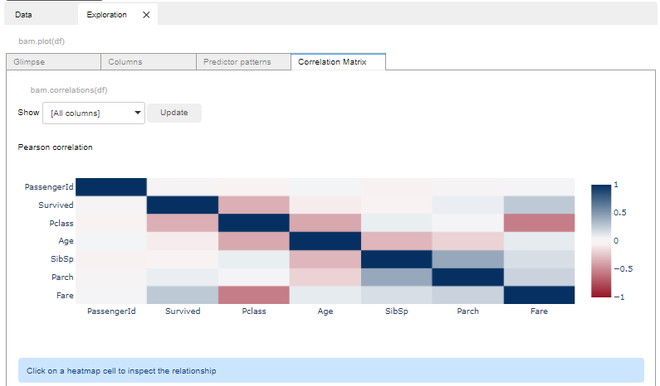 Data Exploration ✕
bam.plot(df)
Glimpse Columns Predictor patterns Correlation Matrix
bam.correlations(df)
Show [All columns] Update
Pearson correlation
PassengerId
Survived
Pclass
Age
SibSp
Parch
Fare
PassengerId Survived Pclass Age SibSp Parch Fare
1
0.5
0
−0.5
−1
Click on a heatmap cell to inspect the relationship